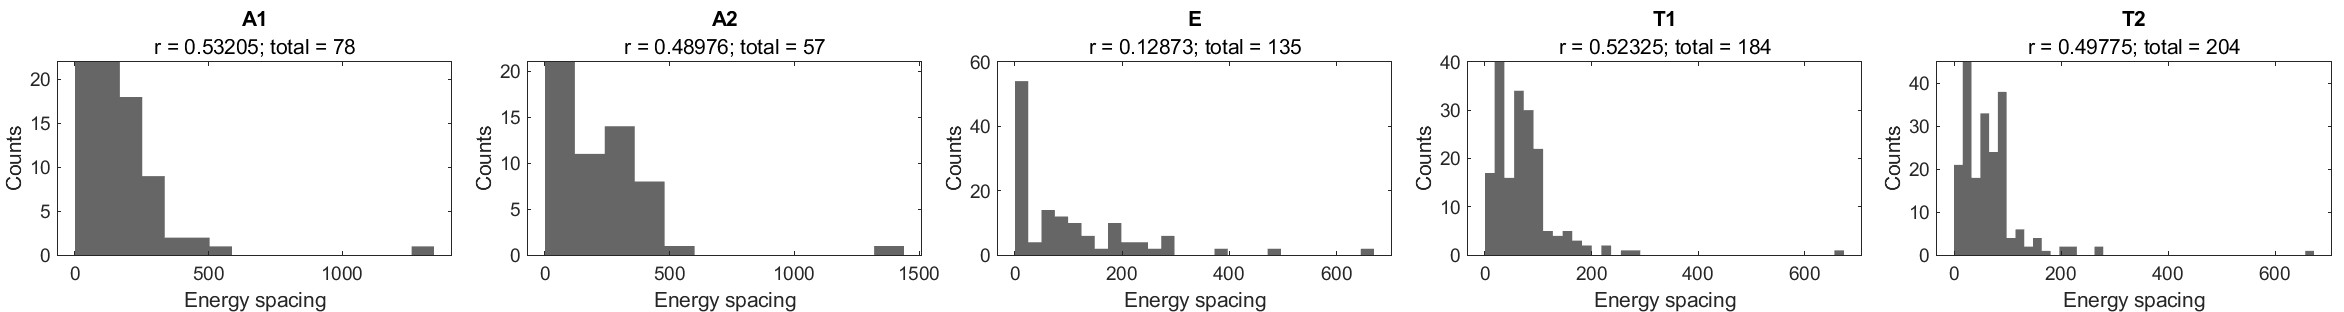 A1
r = 0.53205; total = 78
20
15
10
5
0
Counts
0 500 1000
Energy spacing
A2
r = 0.48976; total = 57
20
15
10
5
0
Counts
0 500 1000 1500
Energy spacing
E
r = 0.12873; total = 135
60
40
20
0
Counts
0 200 400 600
Energy spacing
T1
r = 0.52325; total = 184
40
30
20
10
0
Counts
0 200 400 600
Energy spacing
T2
r = 0.49775; total = 204
40
30
20
10
0
Counts
0 200 400 600
Energy spacing